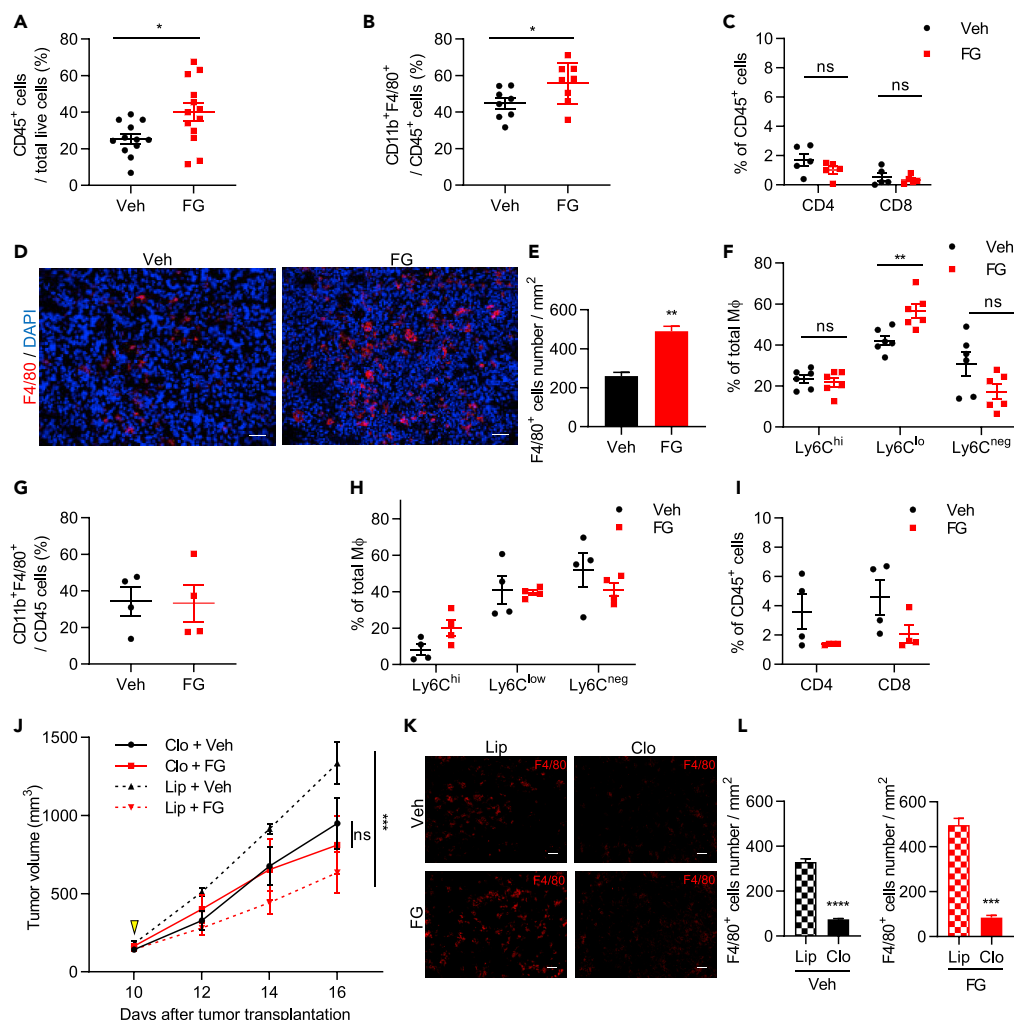 A
CD45+ cells
/ total live cells (%)
80
60
40
20
0
*
Veh
FG
B
CD11b+F4/80+
/ CD45+ cells (%)
80
60
40
20
0
*
Veh
FG
C
% of CD45+ cells
10
8
6
4
2
0
ns
ns
Veh
FG
CD4
CD8
D
F4/80 / DAPI
Veh
FG
E
F4/80+ cells number / mm2
600
400
200
0
**
Veh
FG
F
% of total Mϕ
80
60
40
20
0
ns
**
ns
Veh
FG
Ly6Chi
Ly6Clo
Ly6Cneg
G
CD11b+F4/80+
/ CD45 cells (%)
80
60
40
20
0
Veh
FG
H
% of total Mϕ
80
60
40
20
0
Veh
FG
Ly6Chi
Ly6Clow
Ly6Cneg
I
% of CD45+ cells
10
8
6
4
2
0
Veh
FG
CD4
CD8
J
Tumor volume (mm3)
1500
1000
500
0
Clo + Veh
Clo + FG
Lip + Veh
Lip + FG
ns
***
10
12
14
16
Days after tumor transplantation
K
Lip
Clo
Veh
FG
F4/80
F4/80
F4/80
F4/80
L
F4/80+ cells number / mm2
600
400
200
0
****
Lip Clo
Veh
F4/80+ cells number / mm2
600
400
200
0
***
Lip Clo
FG